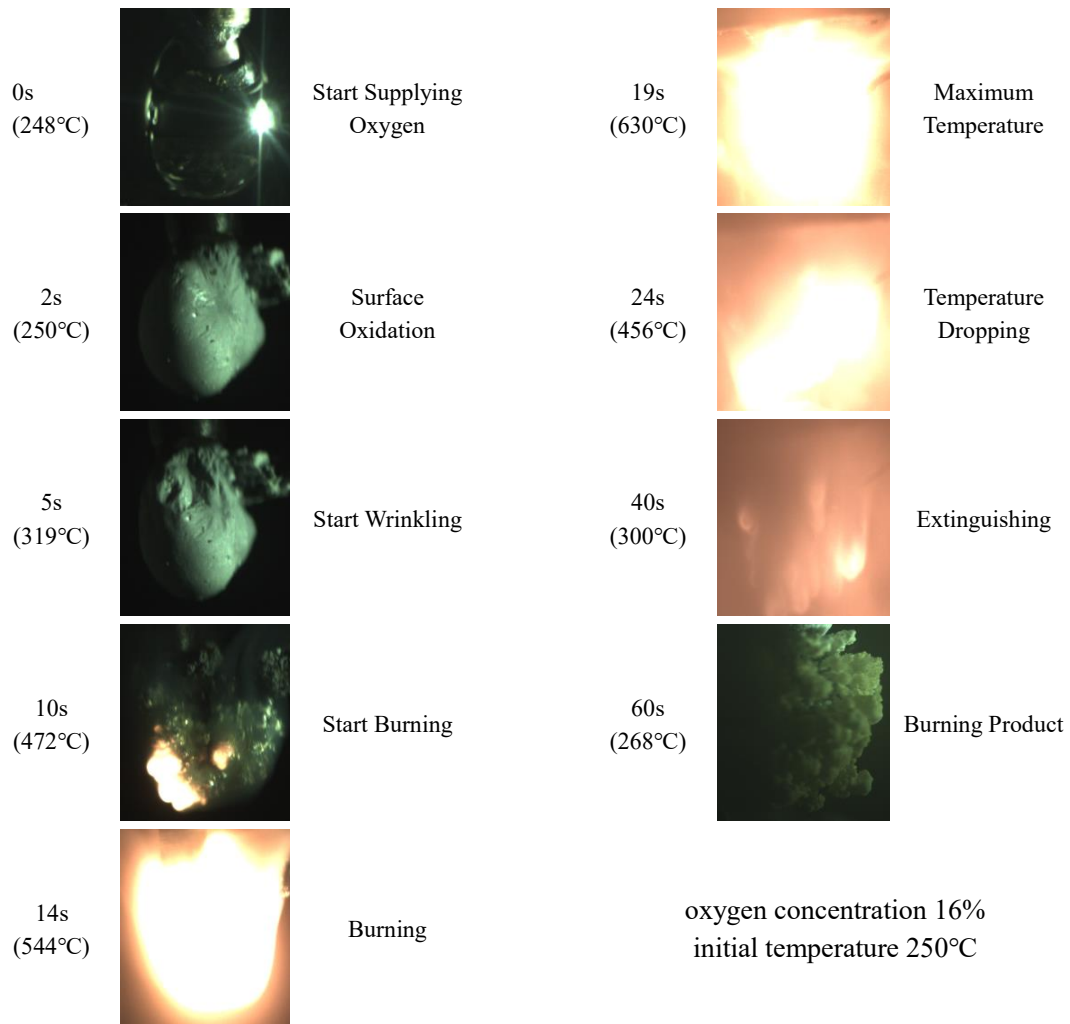 0s
(248℃)
Start Supplying
Oxygen
2s
(250℃)
Surface
Oxidation
5s
(319℃)
Start Wrinkling
10s
(472℃)
Start Burning
14s
(544℃)
Burning
19s
(630℃)
Maximum
Temperature
24s
(456℃)
Temperature
Dropping
40s
(300℃)
Extinguishing
60s
(268℃)
Burning Product
oxygen concentration 16%
initial temperature 250℃